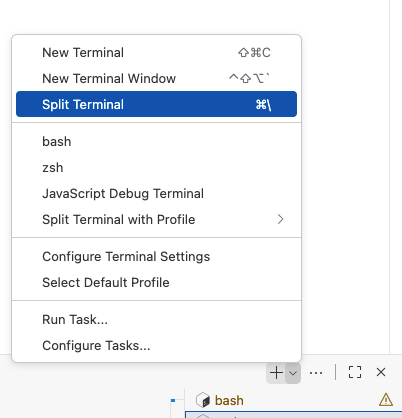 New Terminal ⇧⌘C
New Terminal Window ⌃⇧⌥`
Split Terminal ⌘\
bash
zsh
JavaScript Debug Terminal
Split Terminal with Profile
Configure Terminal Settings
Select Default Profile
Run Task...
Configure Tasks...
bash